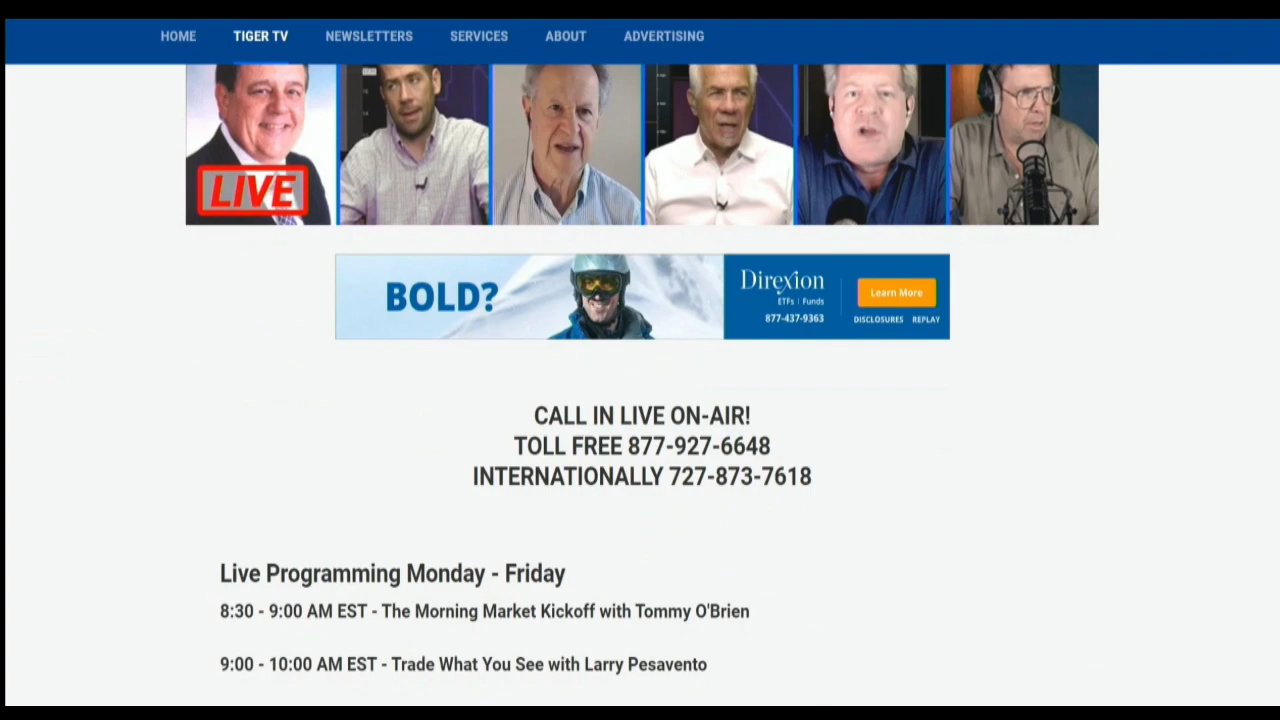 HOME TIGER TV NEWSLETTERS SERVICES ABOUT ADVERTISING
LIVE
BOLD?
Direxion
ETFs | Funds
877-437-9363
Learn More
DISCLOSURES REPLAY
CALL IN LIVE ON-AIR!
TOLL FREE 877-927-6648
INTERNATIONALLY 727-873-7618
Live Programming Monday - Friday
8:30 - 9:00 AM EST - The Morning Market Kickoff with Tommy O'Brien
9:00 - 10:00 AM EST - Trade What You See with Larry Pesavento